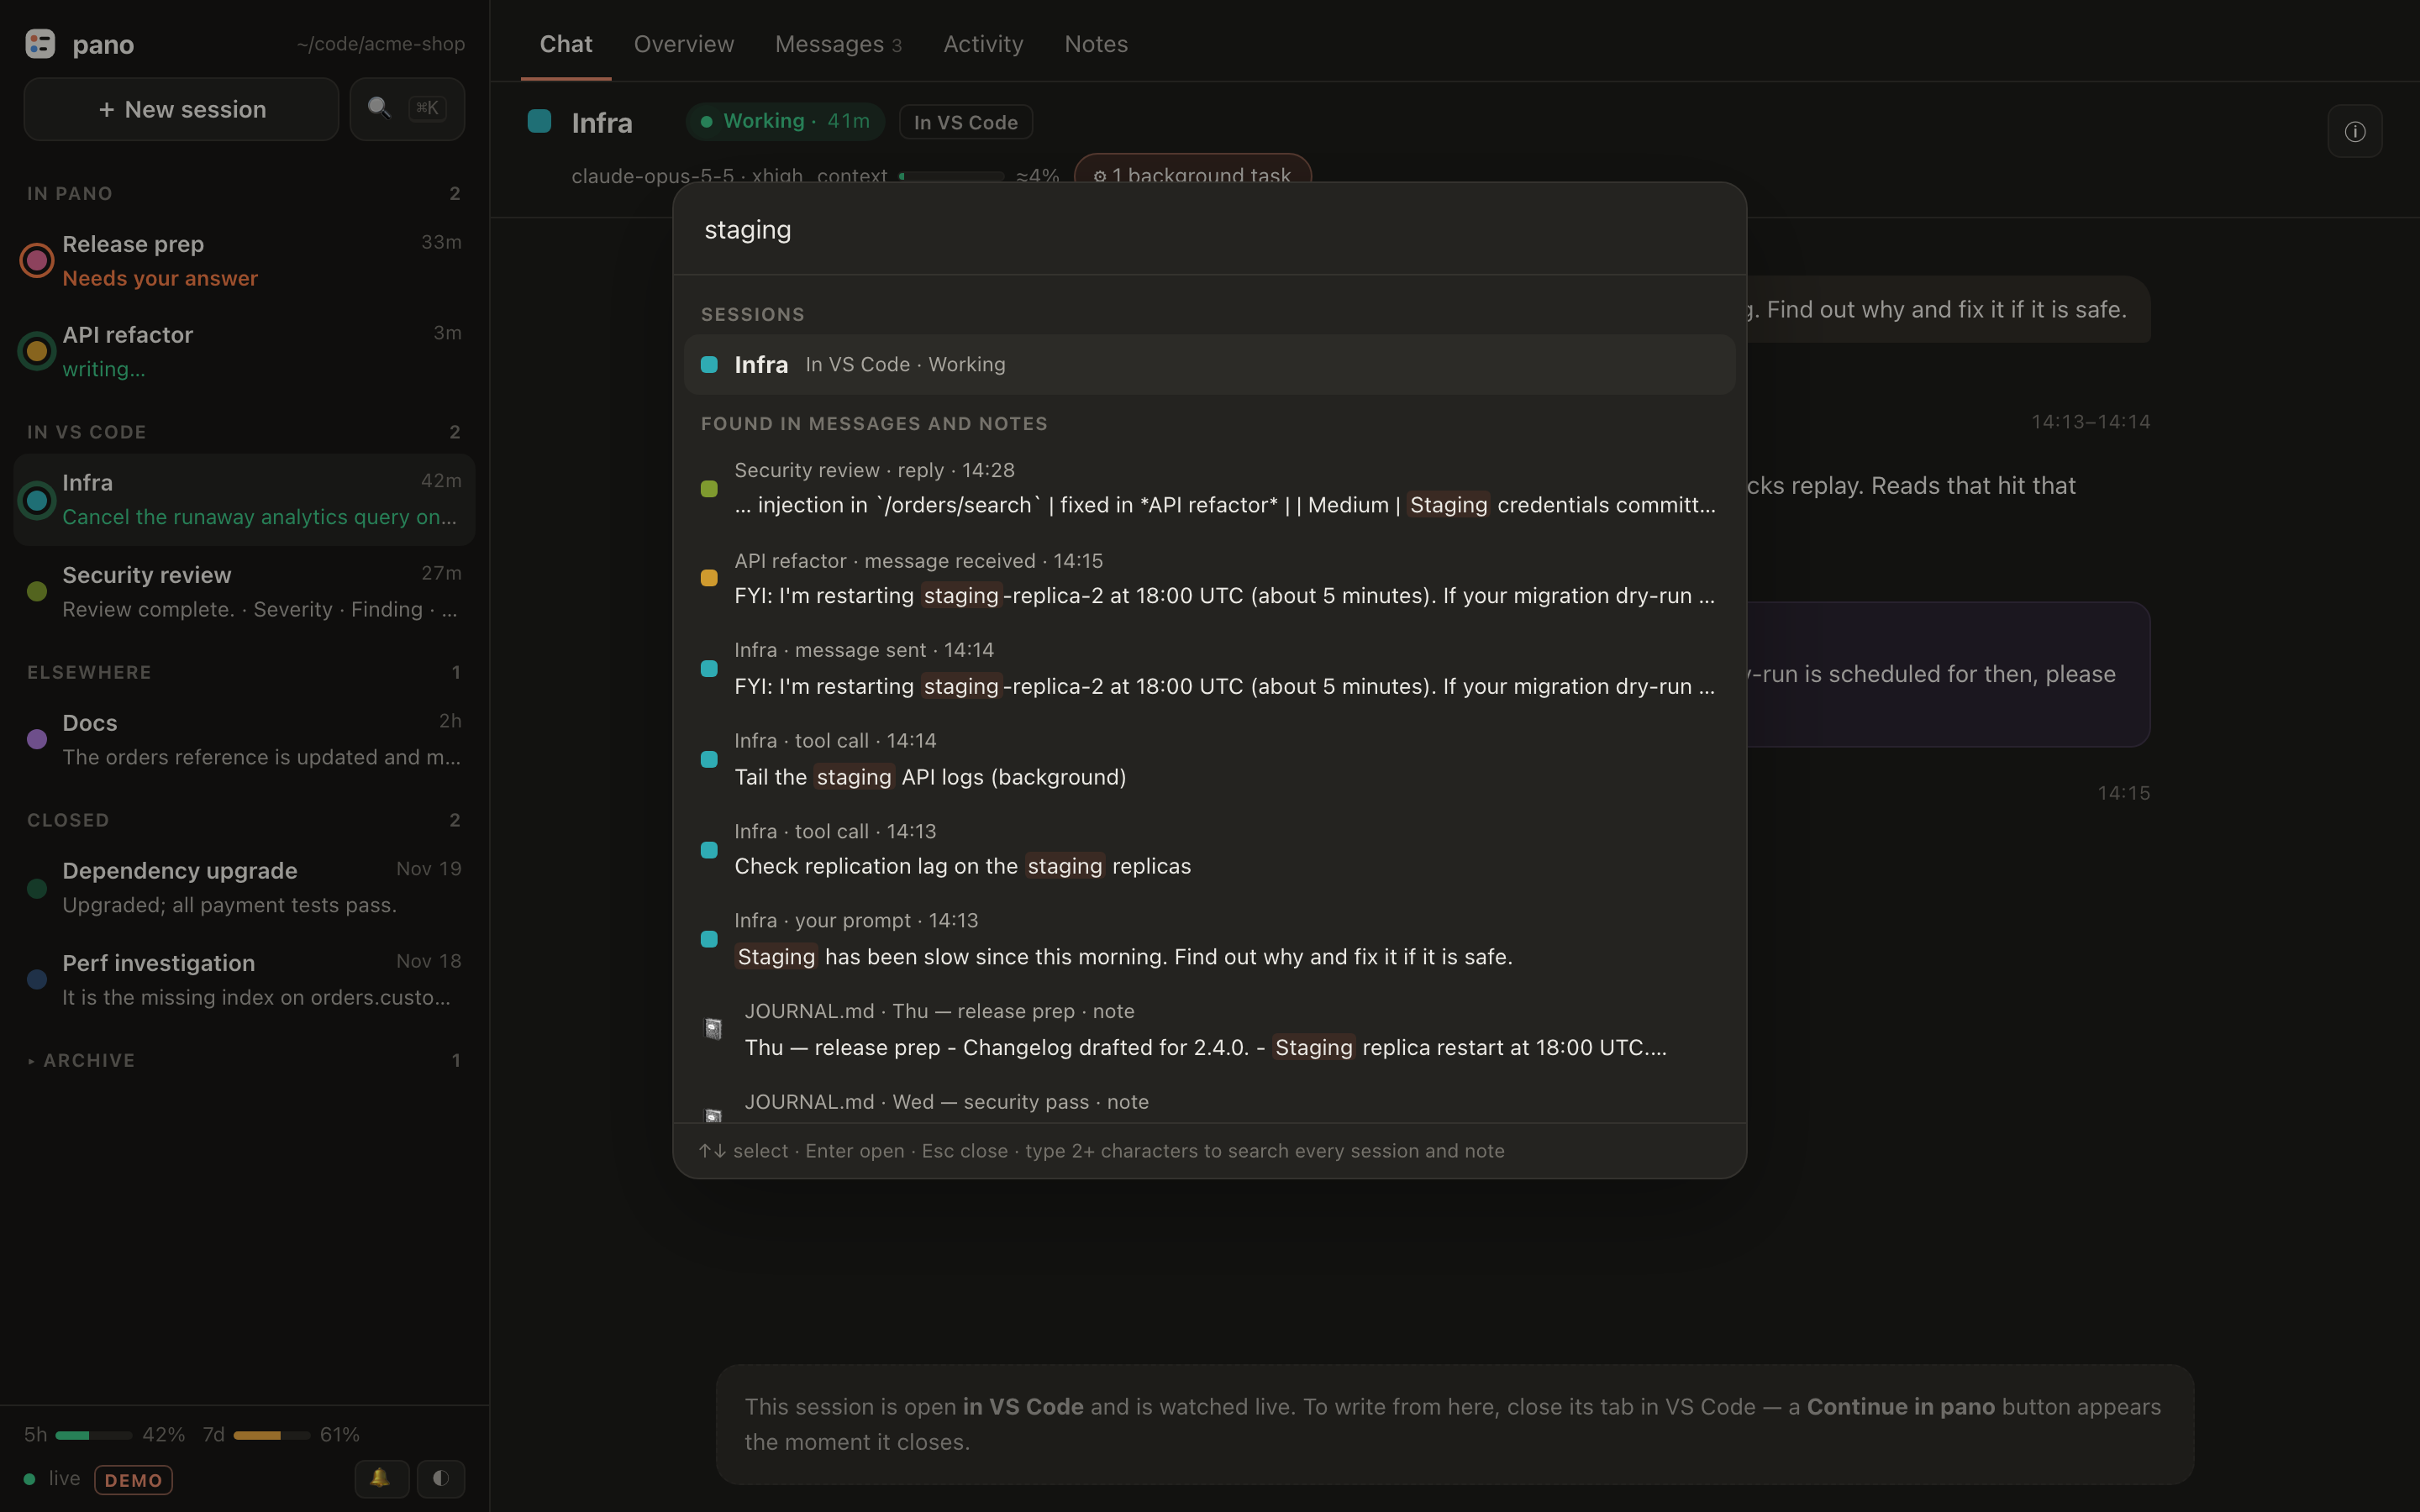 pano
~/code/acme-shop
+ New session
⌘K
IN PANO 2
Release prep 33m
Needs your answer
API refactor 3m
writing...
IN VS CODE 2
Infra 42m
Cancel the runaway analytics query on...
Security review 27m
Review complete. · Severity · Finding · ...
ELSEWHERE 1
Docs 2h
The orders reference is updated and m...
CLOSED 2
Dependency upgrade Nov 19
Upgraded; all payment tests pass.
Perf investigation Nov 18
It is the missing index on orders.custo...
▸ ARCHIVE 1
5h 42% 7d 61%
live DEMO
Chat Overview Messages 3 Activity Notes
Infra Working · 41m In VS Code
claude-opus-5-5 · xhigh context ≈4% 1 background task
staging
SESSIONS
Infra In VS Code · Working
FOUND IN MESSAGES AND NOTES
Security review · reply · 14:28
... injection in `/orders/search` | fixed in *API refactor* | | Medium | Staging credentials committ...
API refactor · message received · 14:15
FYI: I'm restarting staging-replica-2 at 18:00 UTC (about 5 minutes). If your migration dry-run ...
Infra · message sent · 14:14
FYI: I'm restarting staging-replica-2 at 18:00 UTC (about 5 minutes). If your migration dry-run ...
Infra · tool call · 14:14
Tail the staging API logs (background)
Infra · tool call · 14:13
Check replication lag on the staging replicas
Infra · your prompt · 14:13
Staging has been slow since this morning. Find out why and fix it if it is safe.
JOURNAL.md · Thu — release prep · note
Thu — release prep - Changelog drafted for 2.4.0. - Staging replica restart at 18:00 UTC....
JOURNAL.md · Wed — security pass · note
↑↓ select · Enter open · Esc close · type 2+ characters to search every session and note
. Find out why and fix it if it is safe.
14:13–14:14
cks replay. Reads that hit that
-run is scheduled for then, please
14:15
This session is open in VS Code and is watched live. To write from here, close its tab in VS Code — a Continue in pano button appears
the moment it closes.